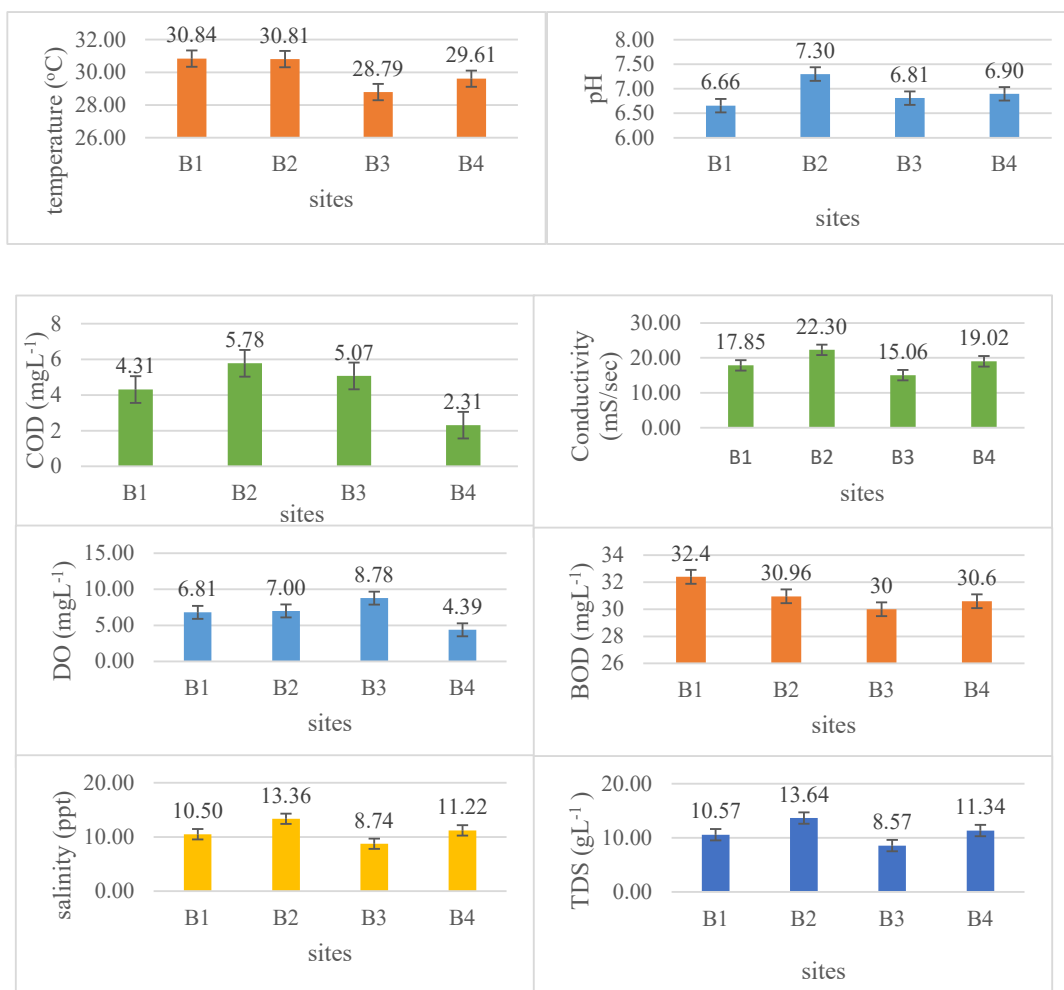 temperature (°C)
32.00
30.00
28.00
26.00
30.84
30.81
28.79
29.61
B1 B2 B3 B4
sites
pH
8.00
7.50
7.00
6.50
6.00
6.66
7.30
6.81
6.90
B1 B2 B3 B4
sites
COD (mgL⁻¹)
8
6
4
2
0
4.31
5.78
5.07
2.31
B1 B2 B3 B4
sites
Conductivity
(mS/sec)
30.00
20.00
10.00
0.00
17.85
22.30
15.06
19.02
B1 B2 B3 B4
sites
DO (mgL⁻¹)
15.00
10.00
5.00
0.00
6.81
7.00
8.78
4.39
B1 B2 B3 B4
sites
BOD (mgL⁻¹)
34
32
30
28
26
32.4
30.96
30
30.6
B1 B2 B3 B4
sites
salinity (ppt)
20.00
10.00
0.00
10.50
13.36
8.74
11.22
B1 B2 B3 B4
sites
TDS (gL⁻¹ )
20.00
10.00
0.00
10.57
13.64
8.57
11.34
B1 B2 B3 B4
sites